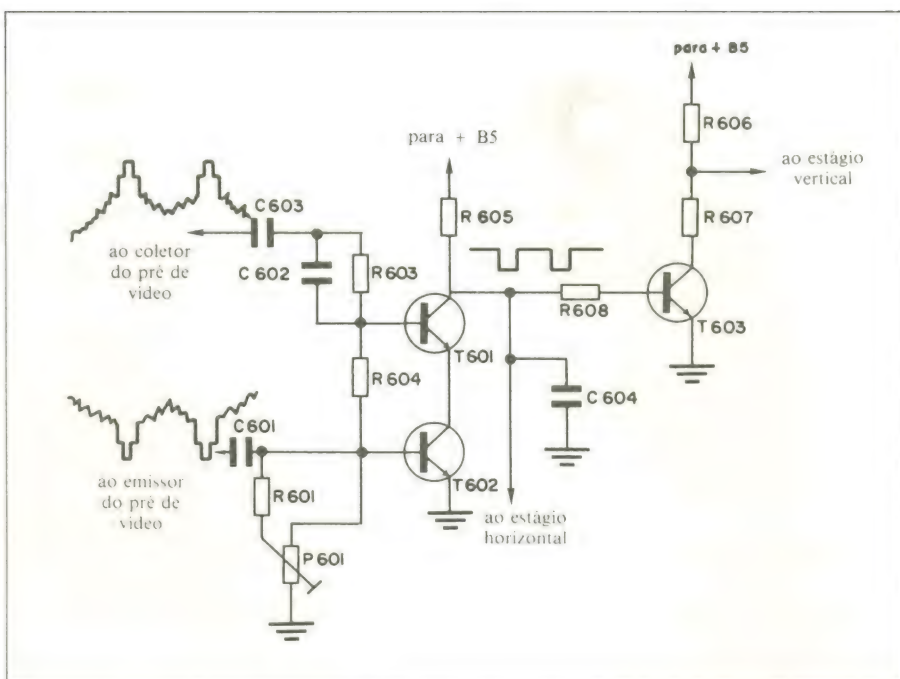 para + B5
R606
ao estágio
vertical
R607
para + B5
R605
C603
ao coletor
do pré de
vídeo
C602
R603
T601
R608
T603
R604
C604
C601
ao emissor
do pré de
vídeo
R601
T602
ao estágio
horizontal
P601